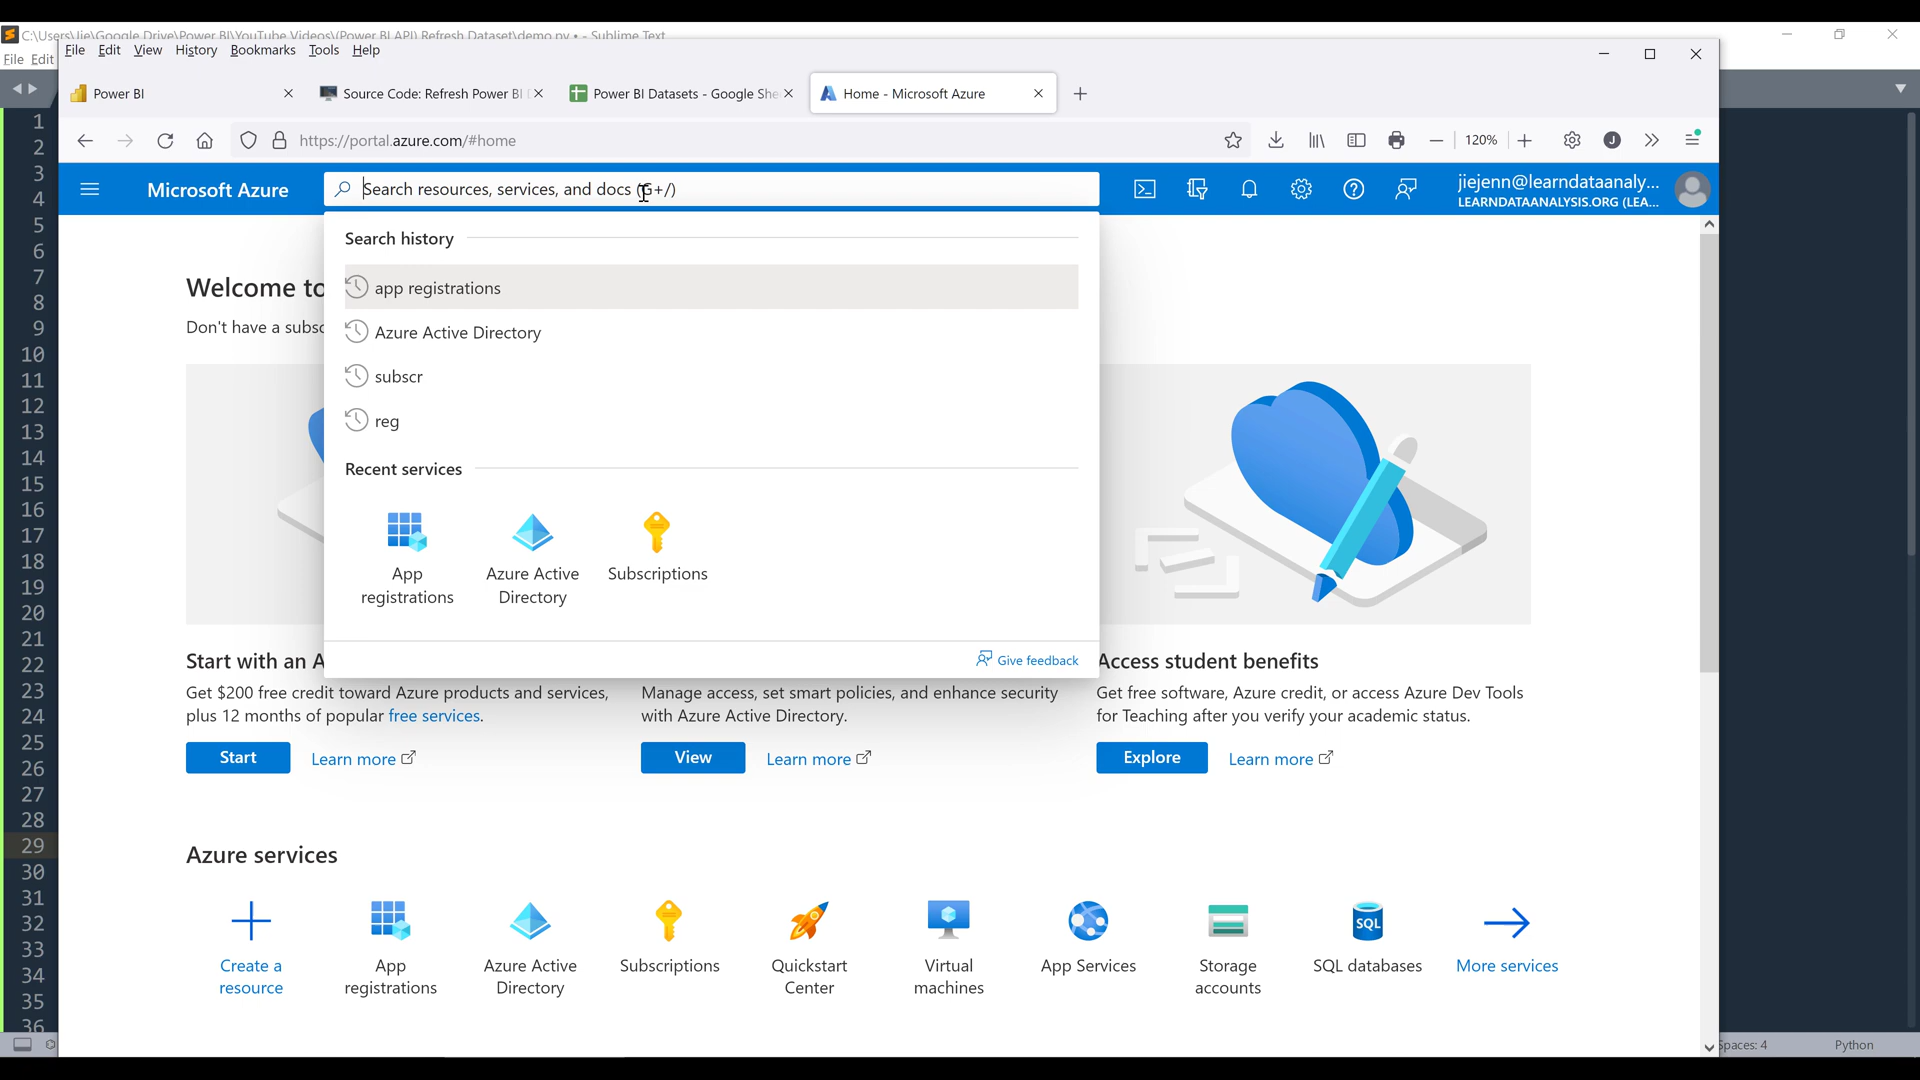 C:\Users\Jie\Google Drive\Power BI\YouTube Videos\(Power BI API) Refresh Dataset\demo.py • - Sublime Text
File Edit
File Edit View History Bookmarks Tools Help
Power BI
Source Code: Refresh Power BI
Power BI Datasets - Google She
Home - Microsoft Azure
https://portal.azure.com/#home
120%
J
Microsoft Azure
Search resources, services, and docs (G+/)
jiejenn@learndataanaly...
LEARNDATAANALYSIS.ORG (LEA...
Search history
app registrations
Azure Active Directory
subscr
reg
Recent services
App
registrations
Azure Active
Directory
Subscriptions
Give feedback
Welcome to
Don't have a subsc
Start with an A
Get $200 free credit toward Azure products and services,
plus 12 months of popular free services.
Start
Learn more
Manage access, set smart policies, and enhance security
with Azure Active Directory.
View
Learn more
Access student benefits
Get free software, Azure credit, or access Azure Dev Tools
for Teaching after you verify your academic status.
Explore
Learn more
Azure services
Create a
resource
App
registrations
Azure Active
Directory
Subscriptions
Quickstart
Center
Virtual
machines
App Services
Storage
accounts
SQL
SQL databases
More services
1
2
3
4
5
6
7
8
9
10
11
12
13
14
15
16
17
18
19
20
21
22
23
24
25
26
27
28
29
30
31
32
33
34
35
36
Spaces: 4
Python